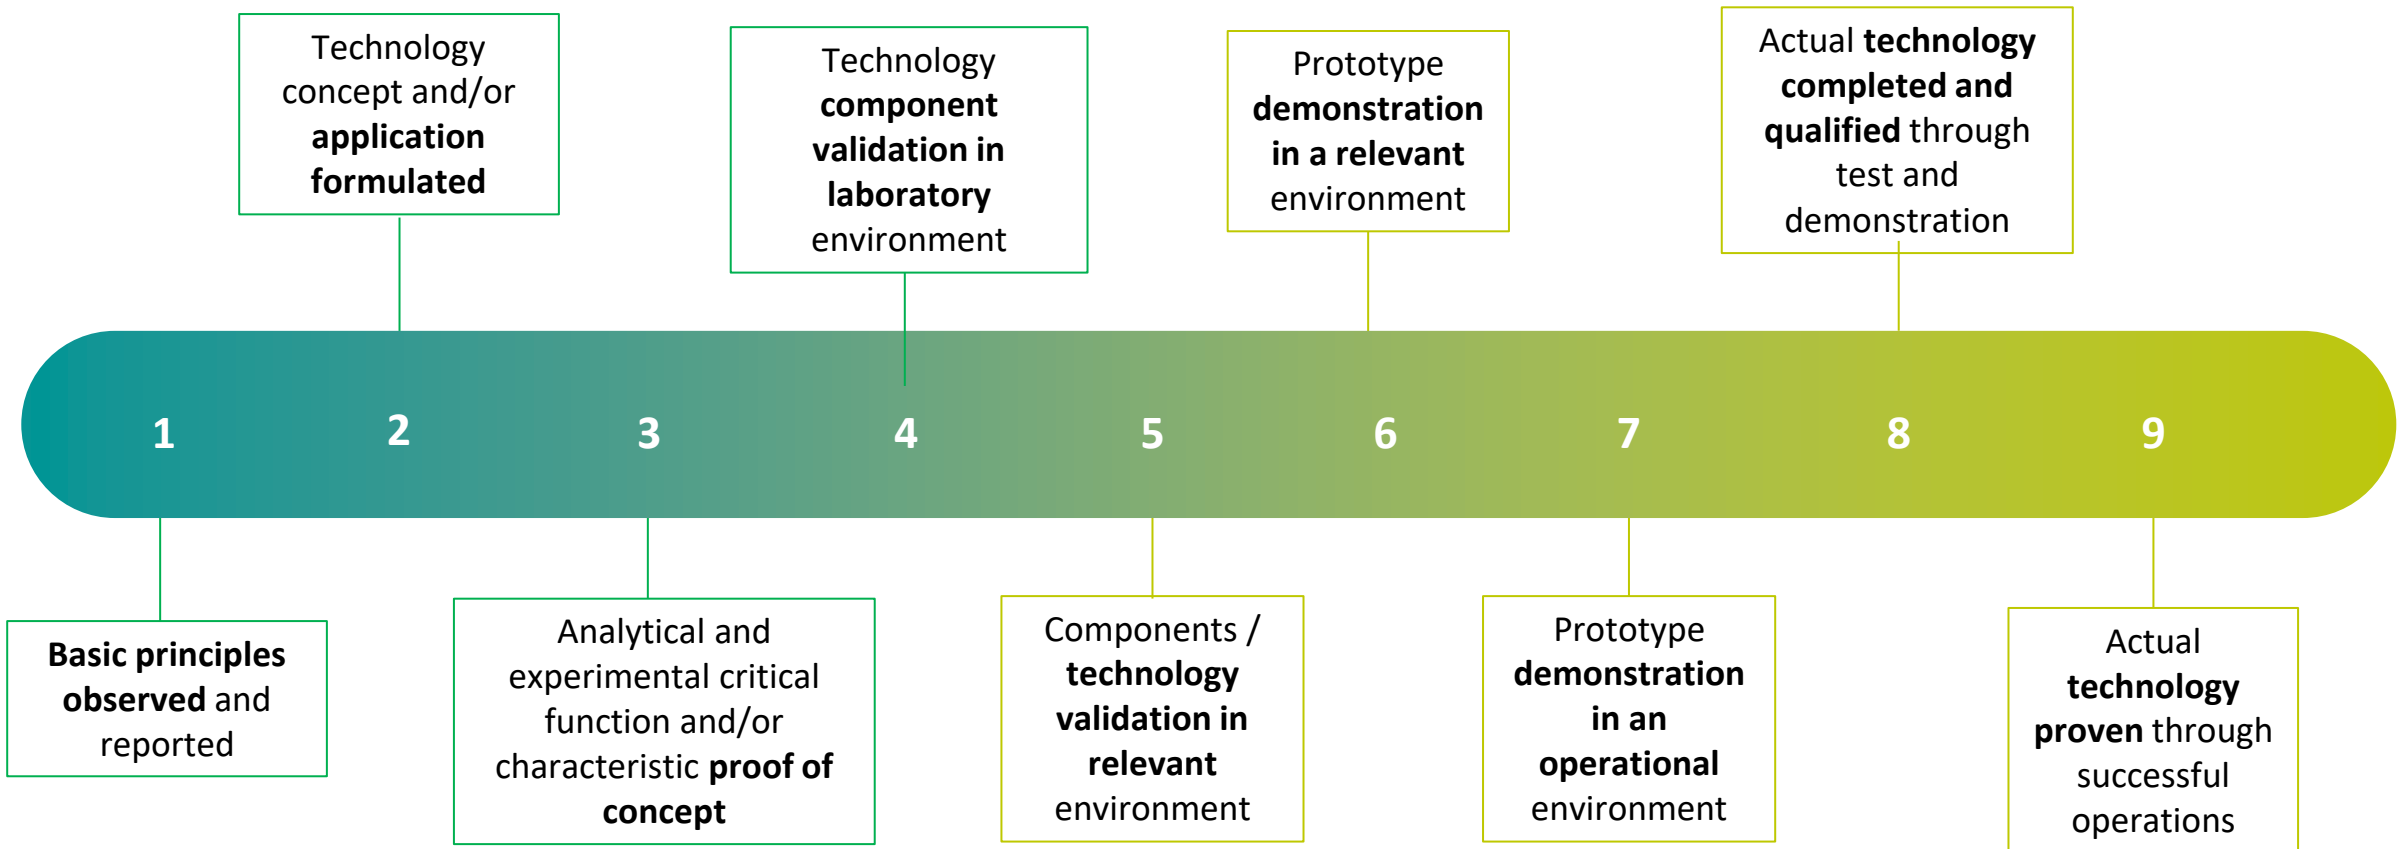 Technology
concept and/or
application
formulated
Technology
component
validation in
laboratory
environment
Prototype
demonstration
in a relevant
environment
Actual technology
completed and
qualified through
test and
demonstration
1 2 3 4 5 6 7 8 9
Basic principles
observed and
reported
Analytical and
experimental critical
function and/or
characteristic proof of
concept
Components /
technology
validation in
relevant
environment
Prototype
demonstration
in an
operational
environment
Actual
technology
proven through
successful
operations